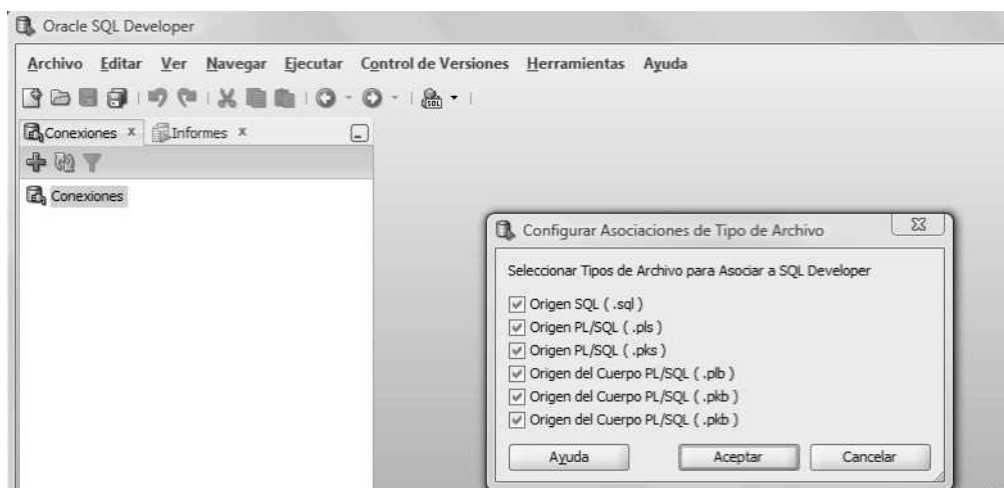 Oracle SQL Developer
Archivo Editar Ver Navegar Ejecutar Control de Versiones Herramientas Ayuda
SQL
Conexiones x Informes x
Conexiones
Configurar Asociaciones de Tipo de Archivo
Seleccionar Tipos de Archivo para Asociar a SQL Developer
Origen SQL ( .sql )
Origen PL/SQL ( .pls )
Origen PL/SQL ( .pks )
Origen del Cuerpo PL/SQL ( .plb )
Origen del Cuerpo PL/SQL ( .pkb )
Origen del Cuerpo PL/SQL ( .pkb )
Ayuda Aceptar Cancelar